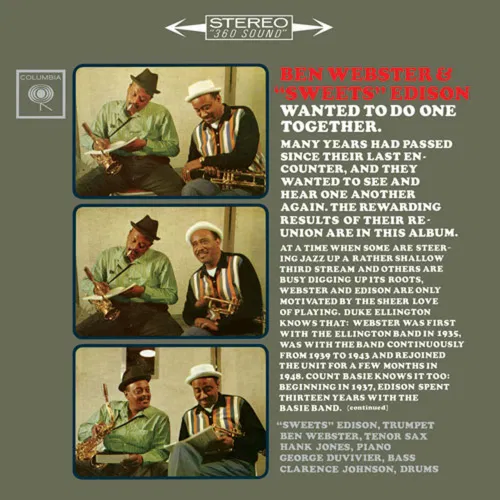 STEREO
"360 SOUND"
COLUMBIA
BEN WEBSTER &
"SWEETS" EDISON
WANTED TO DO ONE
TOGETHER.
MANY YEARS HAD PASSED
SINCE THEIR LAST EN-
COUNTER, AND THEY
WANTED TO SEE AND
HEAR ONE ANOTHER
AGAIN. THE REWARDING
RESULTS OF THEIR RE-
UNION ARE IN THIS ALBUM.
AT A TIME WHEN SOME ARE STEER-
ING JAZZ UP A RATHER SHALLOW
THIRD STREAM AND OTHERS ARE
BUSY DIGGING UP ITS ROOTS,
WEBSTER AND EDISON ARE ONLY
MOTIVATED BY THE SHEER LOVE
OF PLAYING. DUKE ELLINGTON
KNOWS THAT: WEBSTER WAS FIRST
WITH THE ELLINGTON BAND IN 1935,
WAS WITH THE BAND CONTINUOUSLY
FROM 1939 TO 1943 AND REJOINED
THE UNIT FOR A FEW MONTHS IN
1948. COUNT BASIE KNOWS IT TOO:
BEGINNING IN 1937, EDISON SPENT
THIRTEEN YEARS WITH THE
BASIE BAND. (continued)
"SWEETS" EDISON, TRUMPET
BEN WEBSTER, TENOR SAX
HANK JONES, PIANO
GEORGE DUVIVIER, BASS
CLARENCE JOHNSON, DRUMS